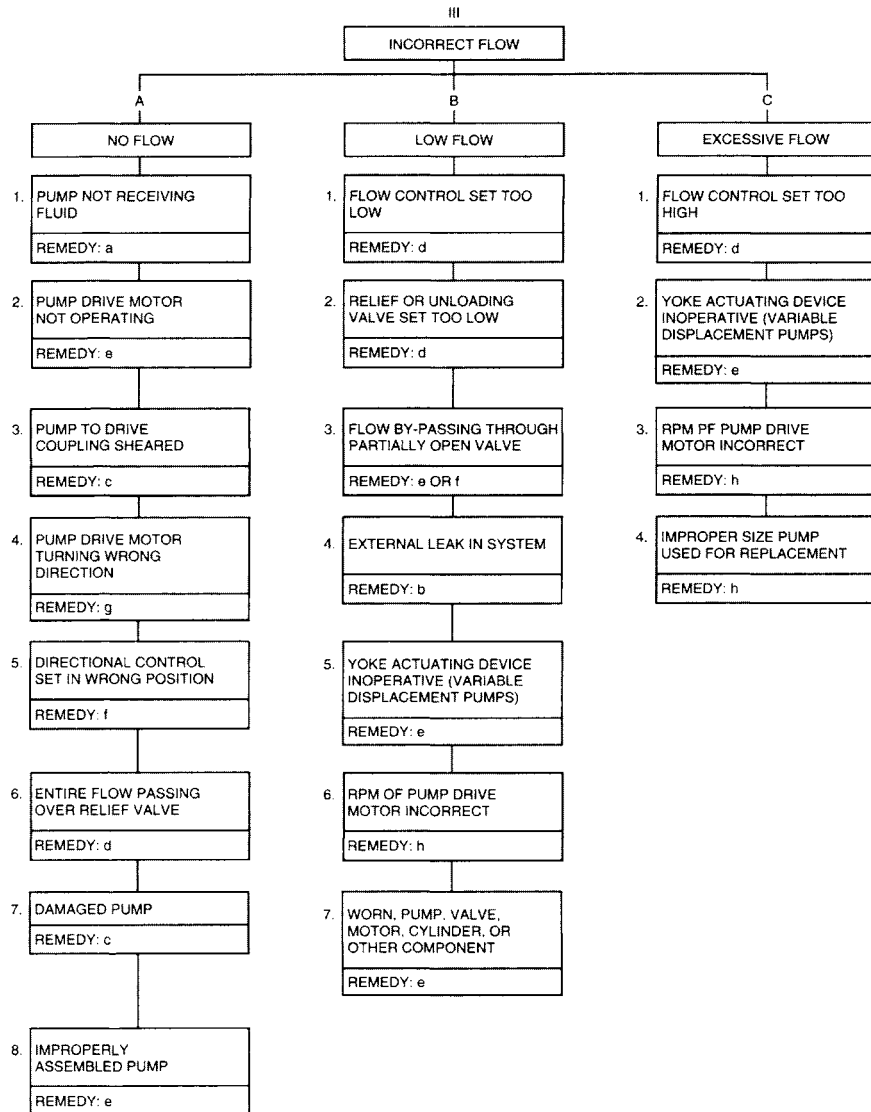 III
INCORRECT FLOW
A
NO FLOW
1. PUMP NOT RECEIVING
FLUID
REMEDY: a
2. PUMP DRIVE MOTOR
NOT OPERATING
REMEDY: e
3. PUMP TO DRIVE
COUPLING SHEARED
REMEDY: c
4. PUMP DRIVE MOTOR
TURNING WRONG
DIRECTION
REMEDY: g
5. DIRECTIONAL CONTROL
SET IN WRONG POSITION
REMEDY: f
6. ENTIRE FLOW PASSING
OVER RELIEF VALVE
REMEDY: d
7. DAMAGED PUMP
REMEDY: c
8. IMPROPERLY
ASSEMBLED PUMP
REMEDY: e
B
LOW FLOW
1. FLOW CONTROL SET TOO
LOW
REMEDY: d
2. RELIEF OR UNLOADING
VALVE SET TOO LOW
REMEDY: d
3. FLOW BY-PASSING THROUGH
PARTIALLY OPEN VALVE
REMEDY: e OR f
4. EXTERNAL LEAK IN SYSTEM
REMEDY: b
5. YOKE ACTUATING DEVICE
INOPERATIVE (VARIABLE
DISPLACEMENT PUMPS)
REMEDY: e
6. RPM OF PUMP DRIVE
MOTOR INCORRECT
REMEDY: h
7. WORN, PUMP, VALVE,
MOTOR, CYLINDER, OR
OTHER COMPONENT
REMEDY: e
C
EXCESSIVE FLOW
1. FLOW CONTROL SET TOO
HIGH
REMEDY: d
2. YOKE ACTUATING DEVICE
INOPERATIVE (VARIABLE
DISPLACEMENT PUMPS)
REMEDY: e
3. RPM PF PUMP DRIVE
MOTOR INCORRECT
REMEDY: h
4. IMPROPER SIZE PUMP
USED FOR REPLACEMENT
REMEDY: h